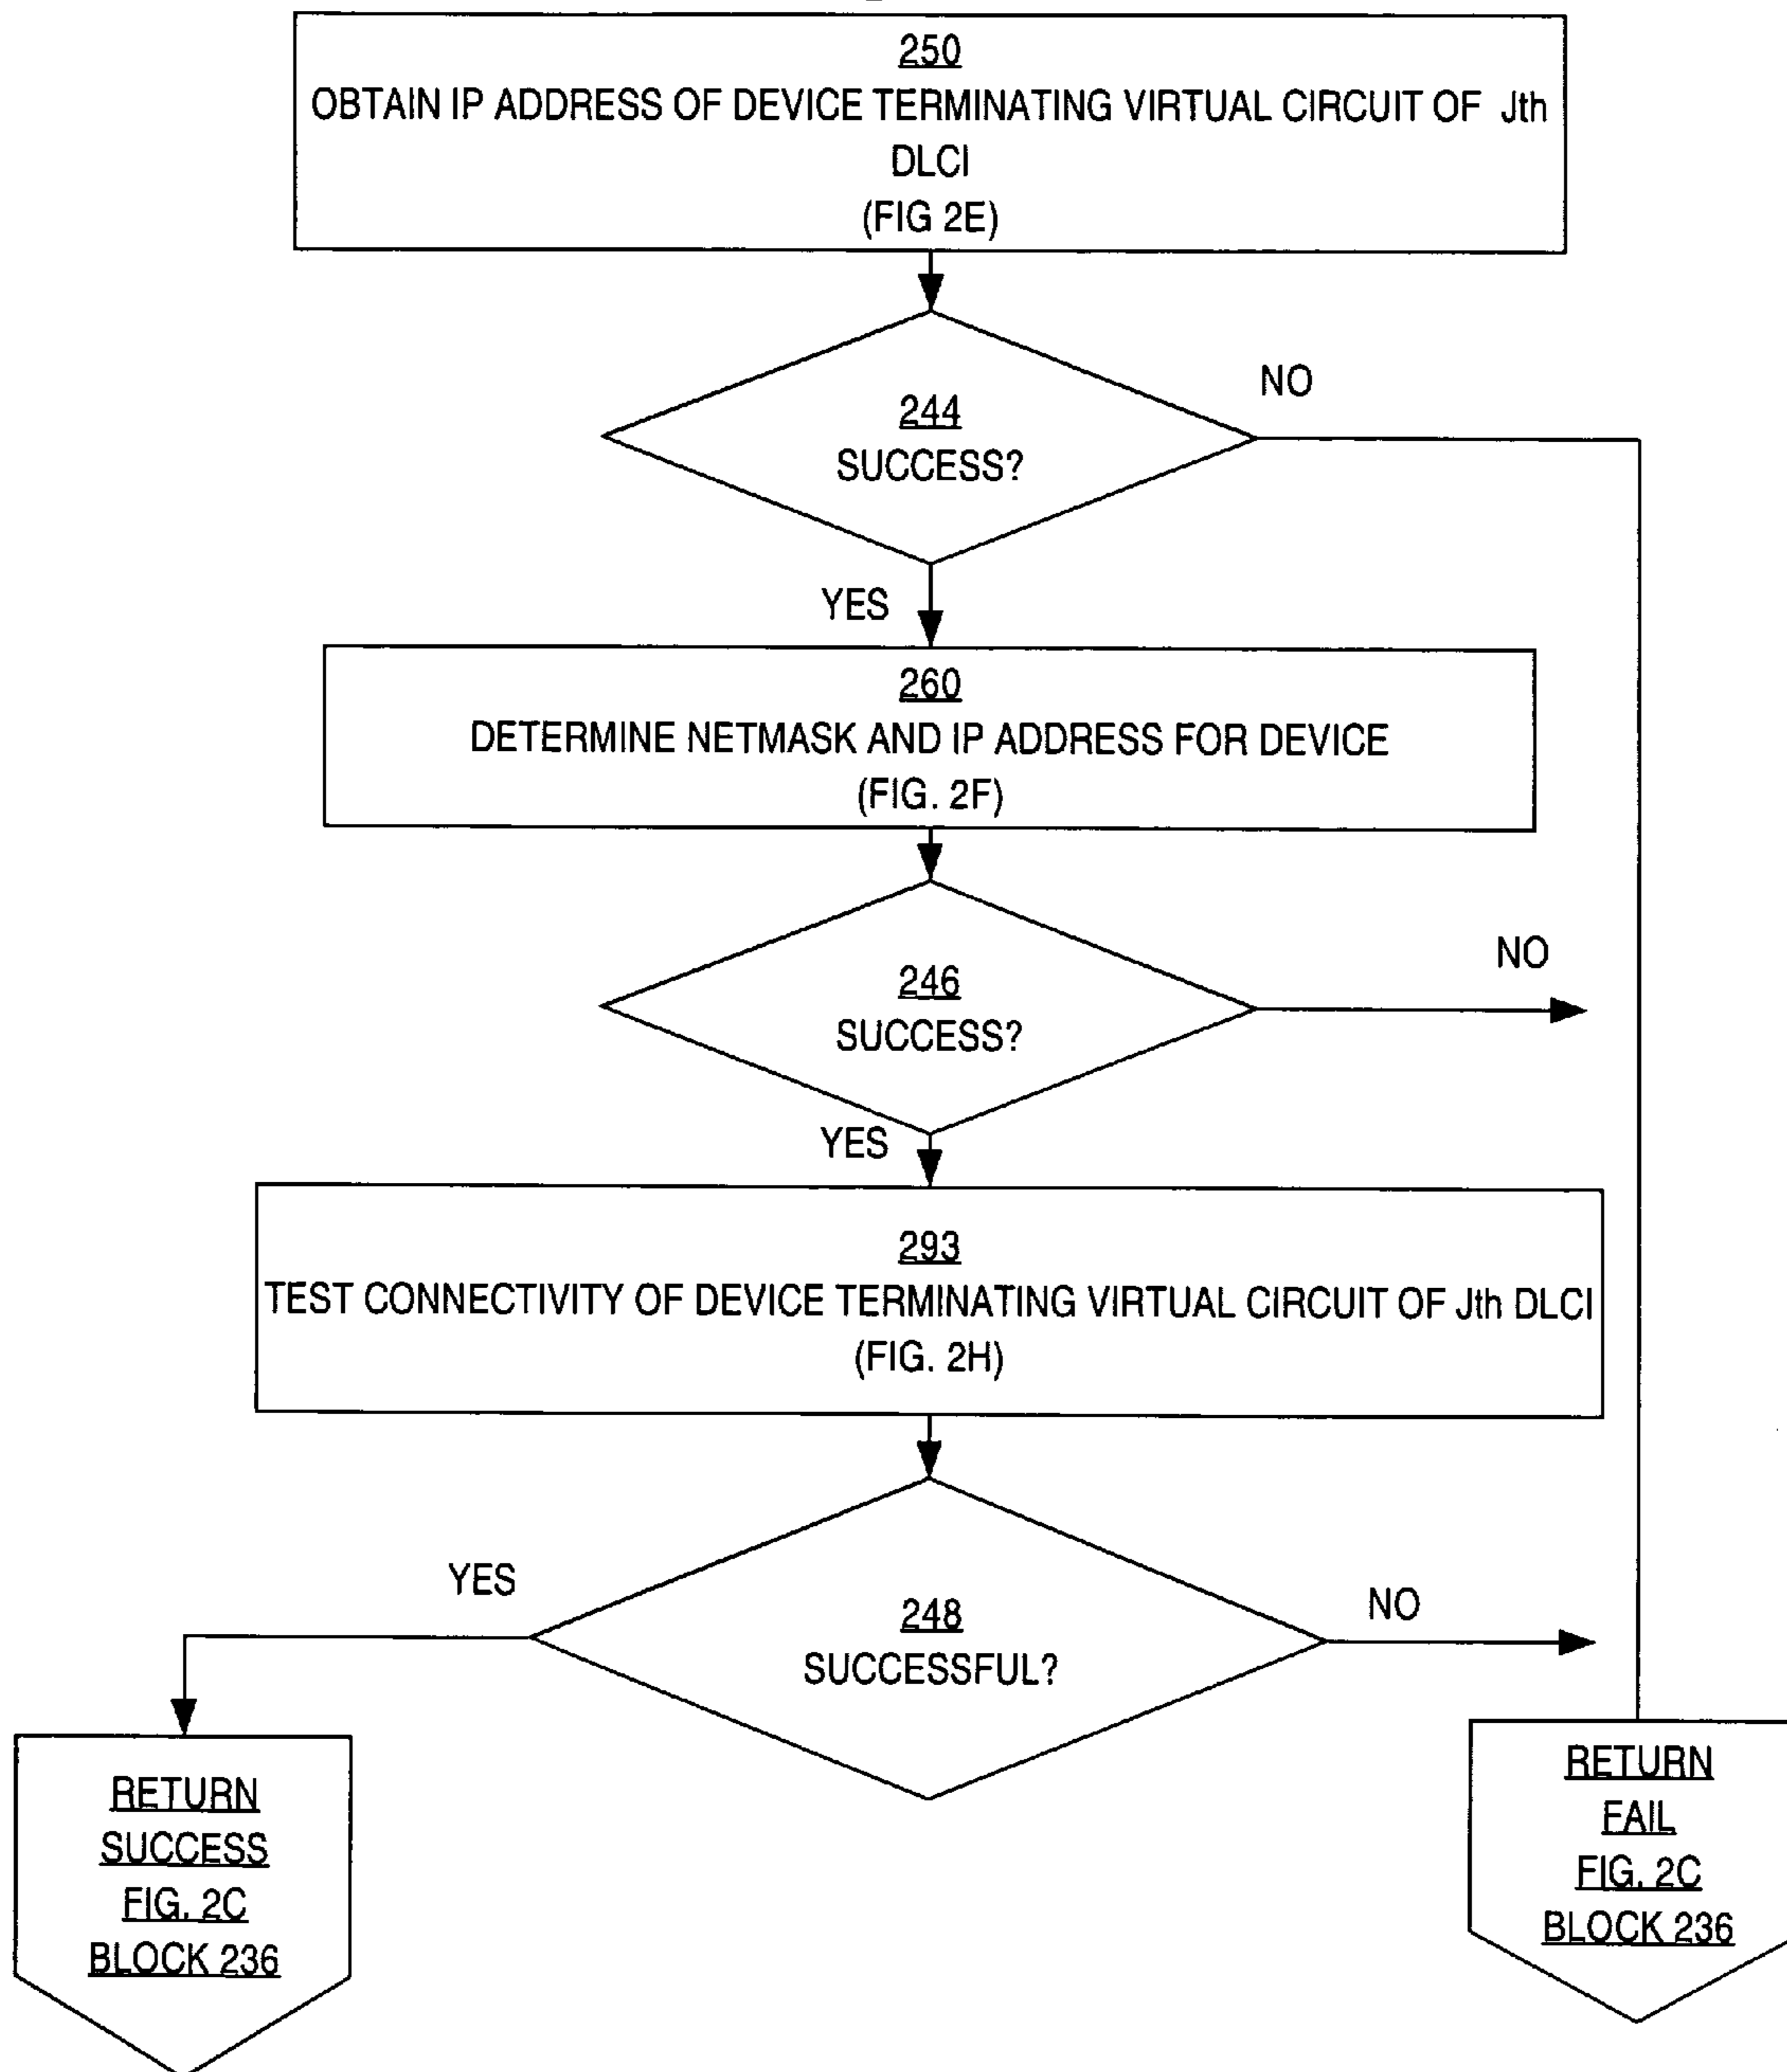 250
OBTAIN IP ADDRESS OF DEVICE TERMINATING VIRTUAL CIRCUIT OF Jth
DLCI
(FIG 2E)
NO
244
SUCCESS?
YES
260
DETERMINE NETMASK AND IP ADDRESS FOR DEVICE
(FIG. 2F)
NO
246
SUCCESS?
YES
293
TEST CONNECTIVITY OF DEVICE TERMINATING VIRTUAL CIRCUIT OF Jth DLCI
(FIG. 2H)
YES
NO
248
SUCCESSFUL?
RETURN
SUCCESS
FIG. 2C
BLOCK 236
RETURN
FAIL
FIG. 2C
BLOCK 236